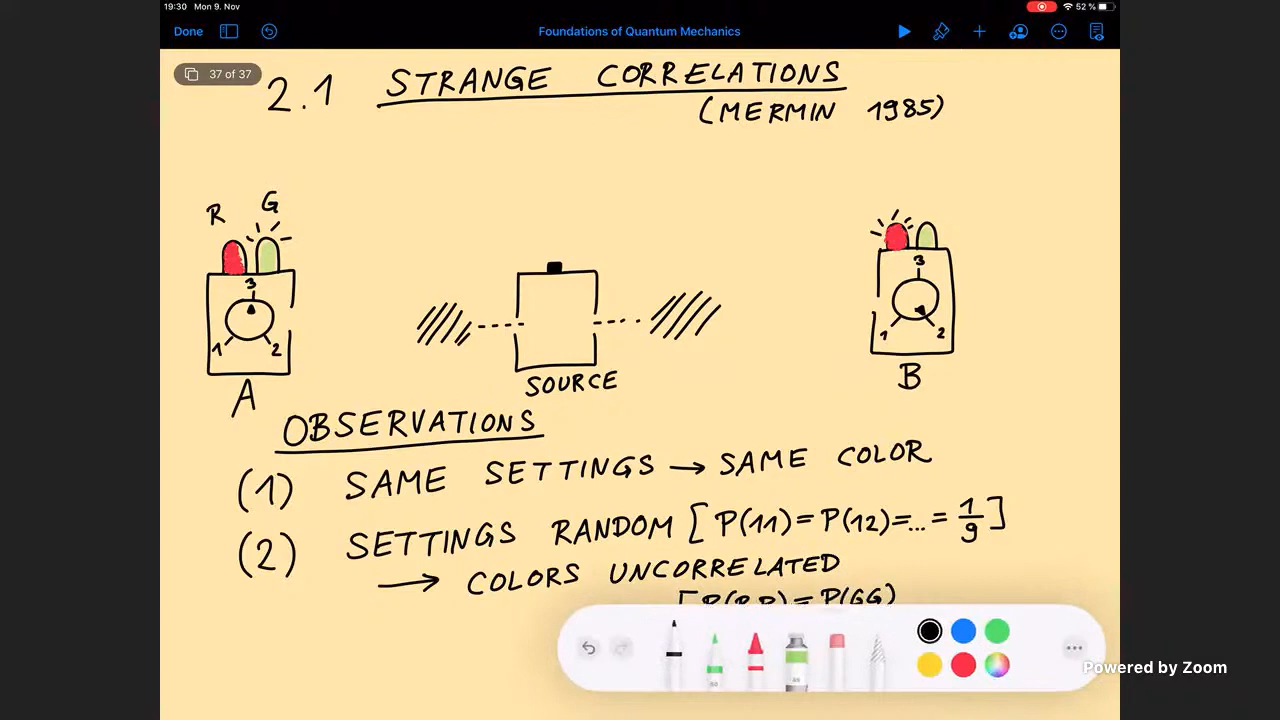 19:30 Mon 9. Nov
52 %
Done
Foundations of Quantum Mechanics
37 of 37
2.1 STRANGE CORRELATIONS
(MERMIN 1985)
R G
3
1 2
A
SOURCE
3
1 2
B
OBSERVATIONS
(1) SAME SETTINGS → SAME COLOR
(2) SETTINGS RANDOM [P(11)=P(12)=...=1/9]
→ COLORS UNCORRELATED
[P(RR)=P(GG)
Powered by Zoom